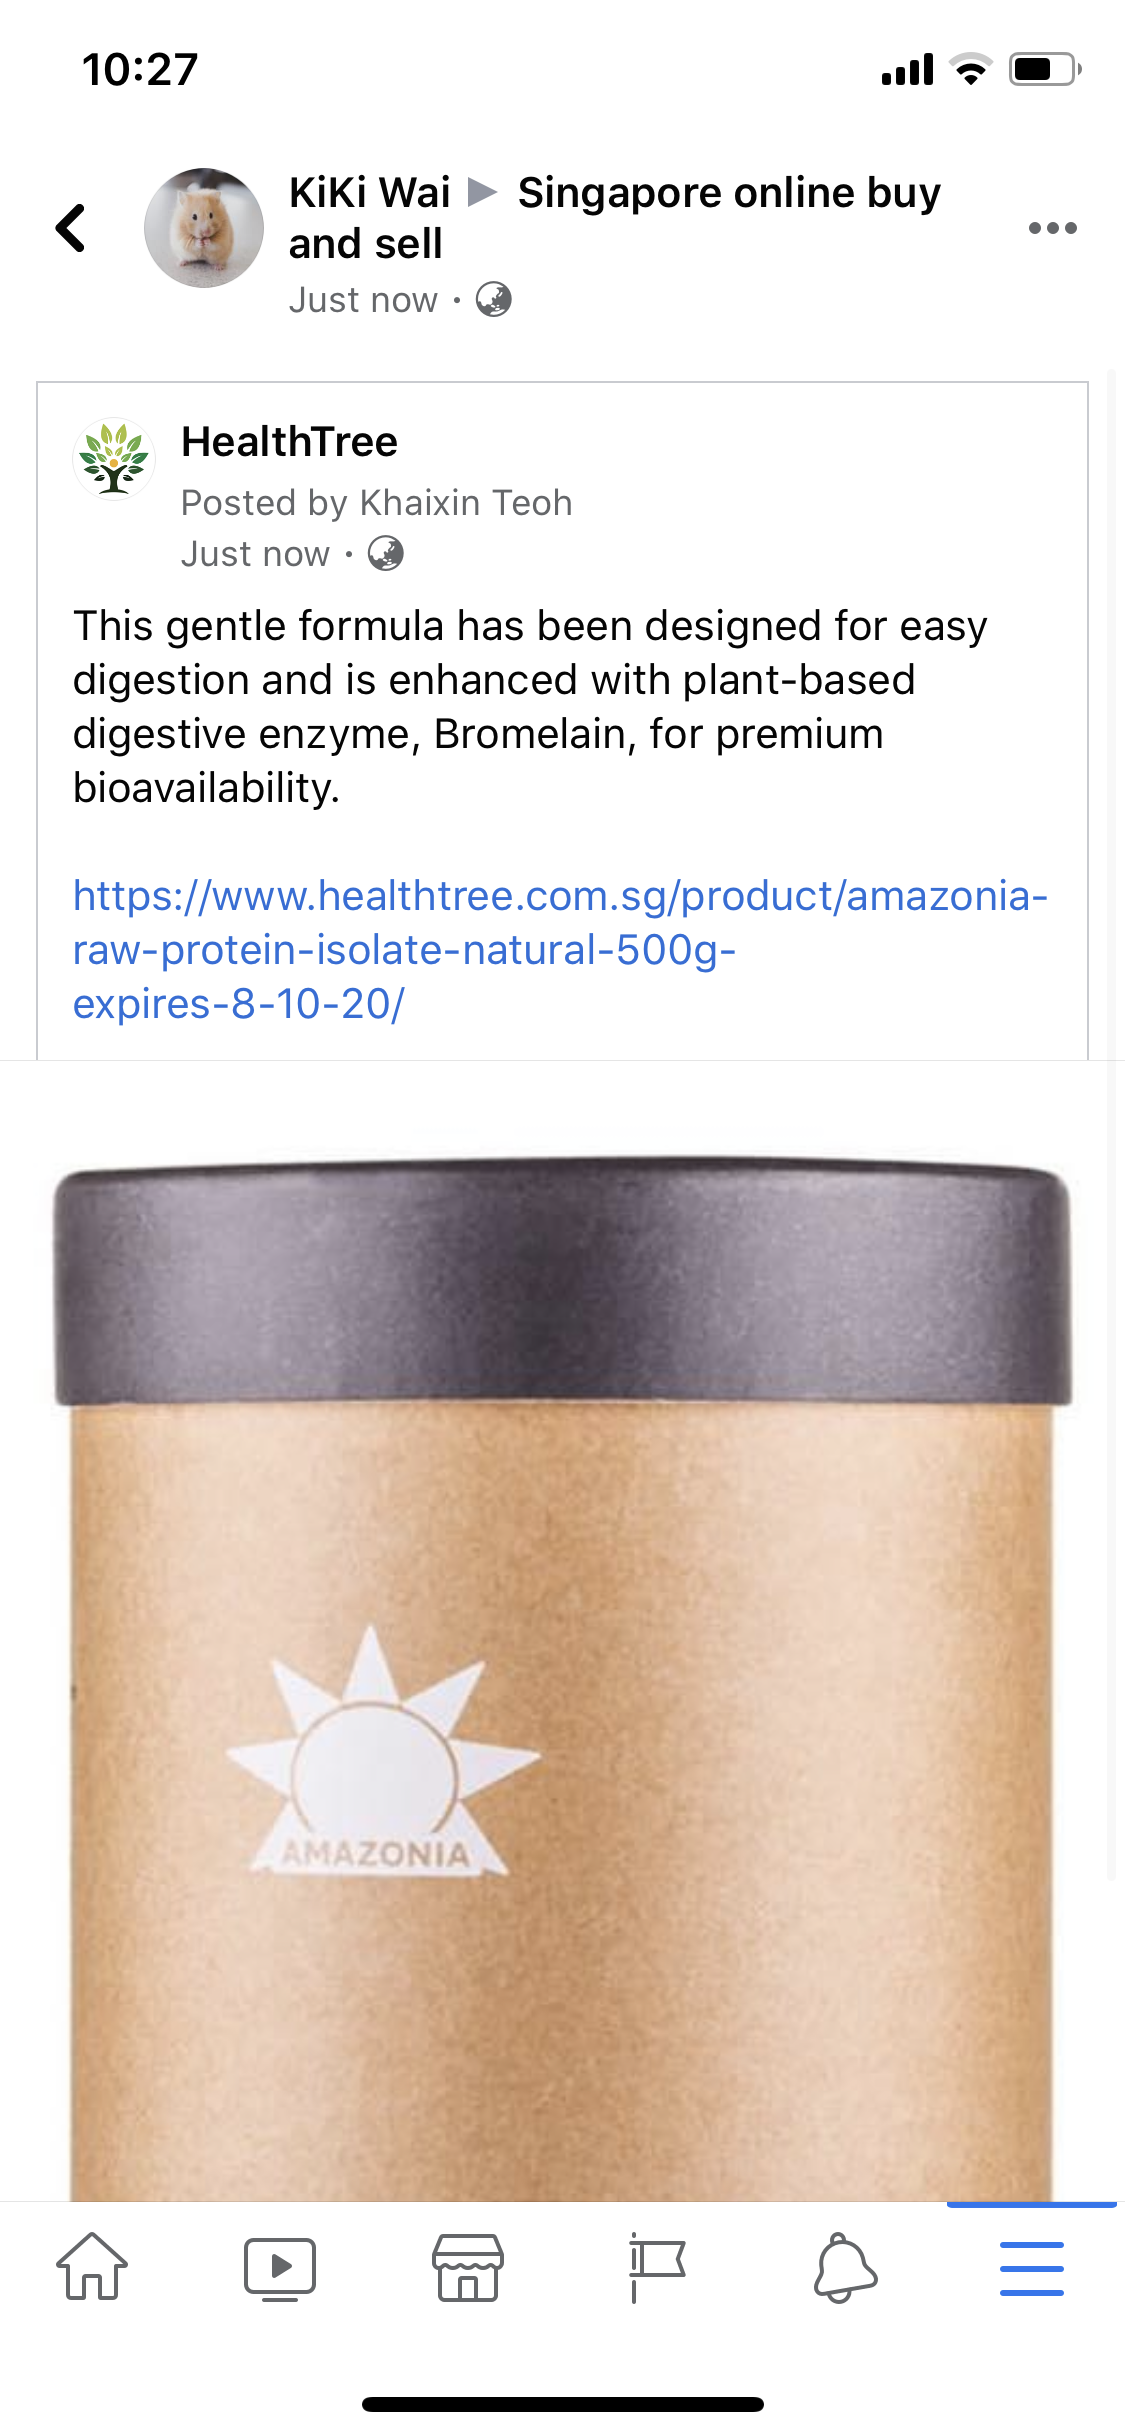 10:27
KiKi Wai ▶ Singapore online buy
and sell
Just now ·
HealthTree
Posted by Khaixin Teoh
Just now ·
This gentle formula has been designed for easy
digestion and is enhanced with plant-based
digestive enzyme, Bromelain, for premium
bioavailability.
https://www.healthtree.com.sg/product/amazonia-
raw-protein-isolate-natural-500g-
expires-8-10-20/
AMAZONIA